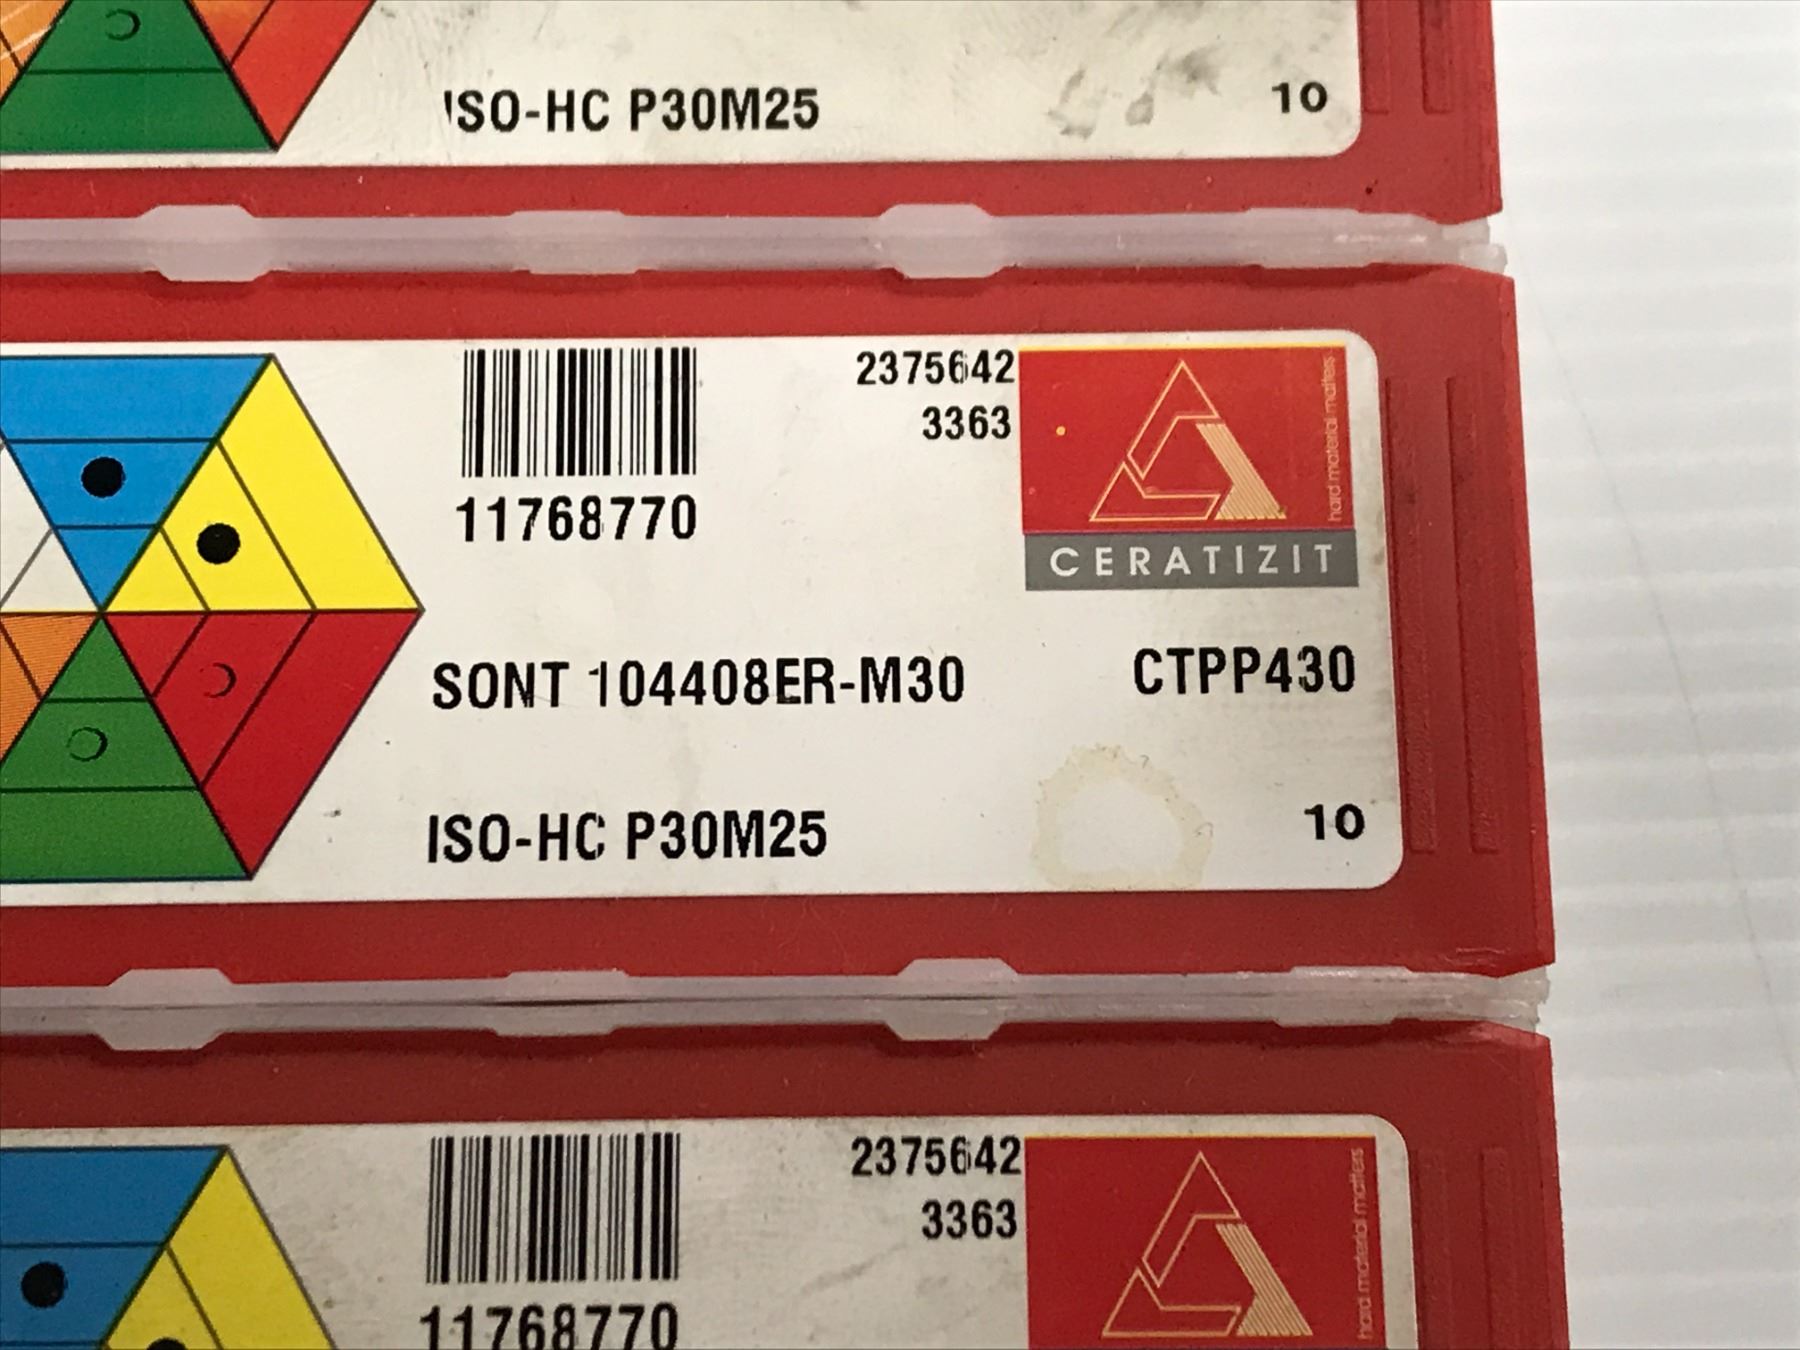 ISO-HC P30M25
10
2375642
3363
11768770
hard material matters
CERATIZIT
SONT 104408ER-M30
CTPP430
ISO-HC P30M25
10
2375642
3363
11768770
hard material matters